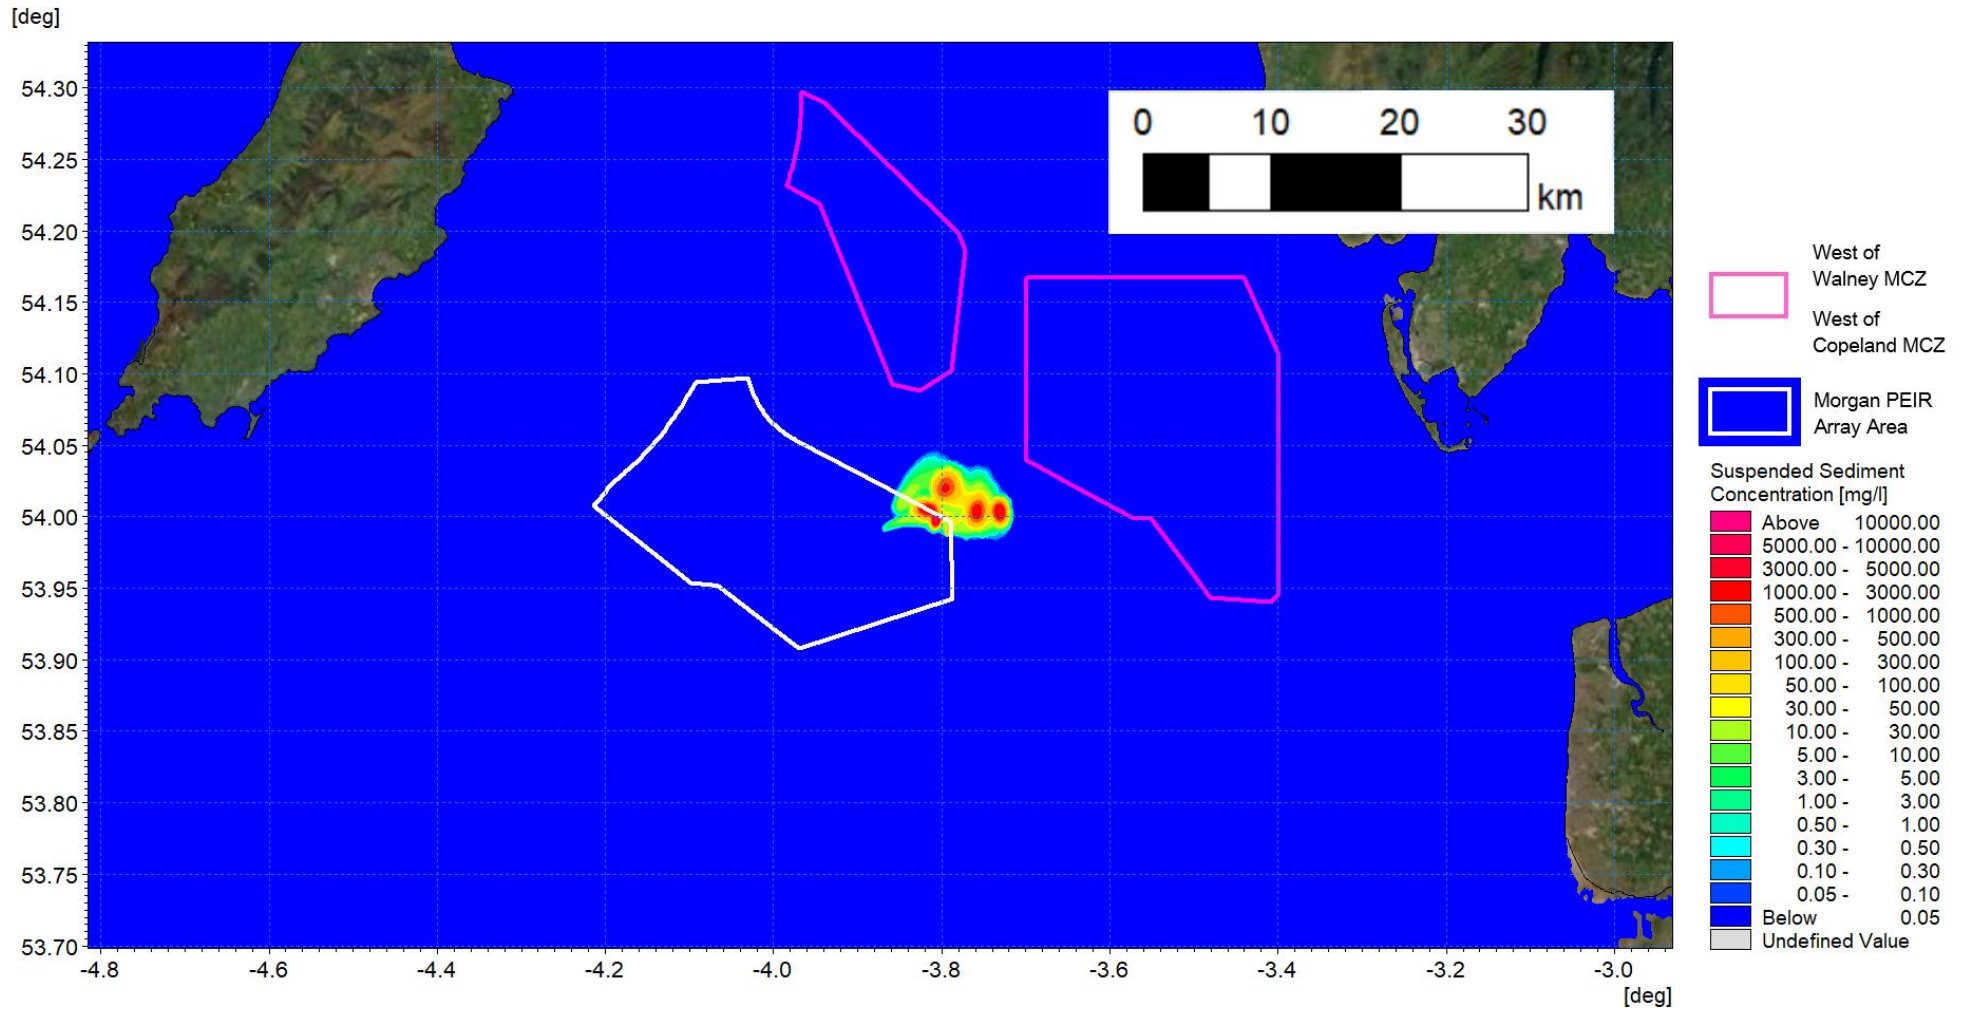 [deg]
54.30
54.25
54.20
54.15
54.10
54.05
54.00
53.95
53.90
53.85
53.80
53.75
53.70
-4.8
-4.6
-4.4
-4.2
-4.0
-3.8
-3.6
-3.4
-3.2
-3.0
[deg]
0 10 20 30
km
West of
Walney MCZ
West of
Copeland MCZ
Morgan PEIR
Array Area
Suspended Sediment
Concentration [mg/l]
Above 10000.00
5000.00 - 10000.00
3000.00 - 5000.00
1000.00 - 3000.00
500.00 - 1000.00
300.00 - 500.00
100.00 - 300.00
50.00 - 100.00
30.00 - 50.00
10.00 - 30.00
5.00 - 10.00
3.00 - 5.00
1.00 - 3.00
0.50 - 1.00
0.30 - 0.50
0.10 - 0.30
0.05 - 0.10
Below 0.05
Undefined Value